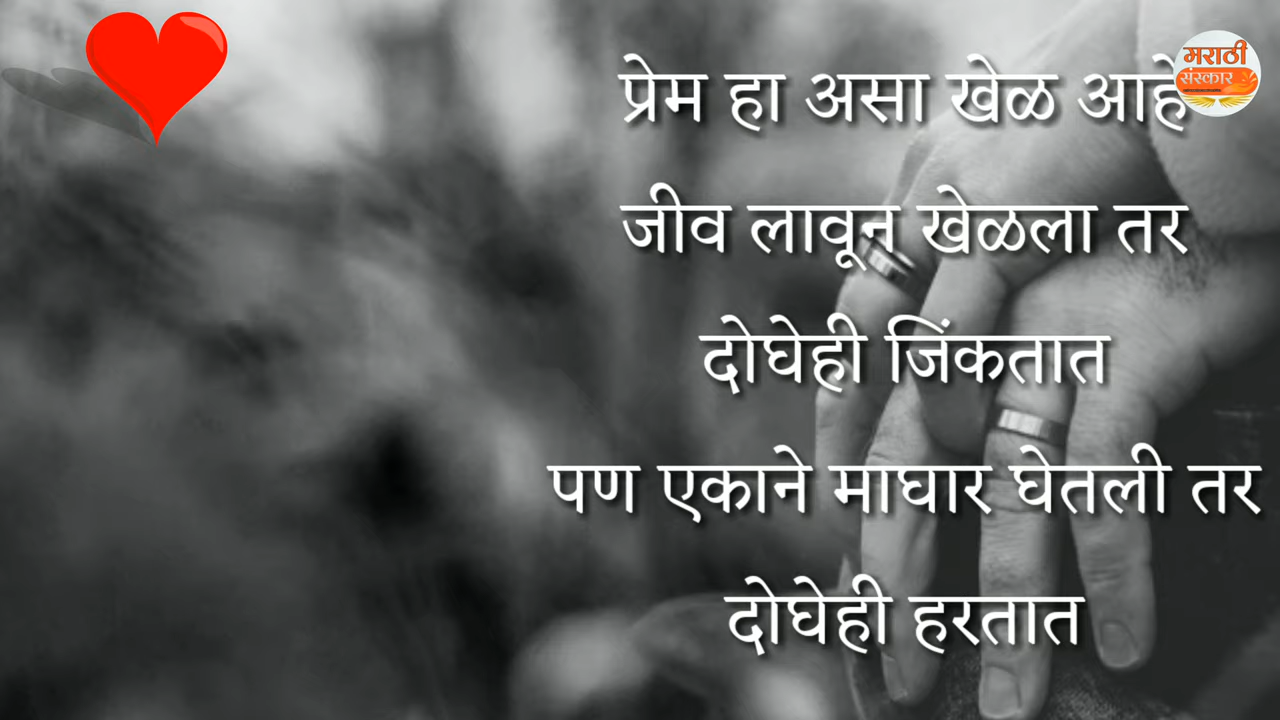 प्रेम हा असा खेळ आहे
जीव लावून खेळला तर
दोघेही जिंकतात
पण एकाने माघार घेतली तर
दोघेही हरतात
मराठी
संस्कार